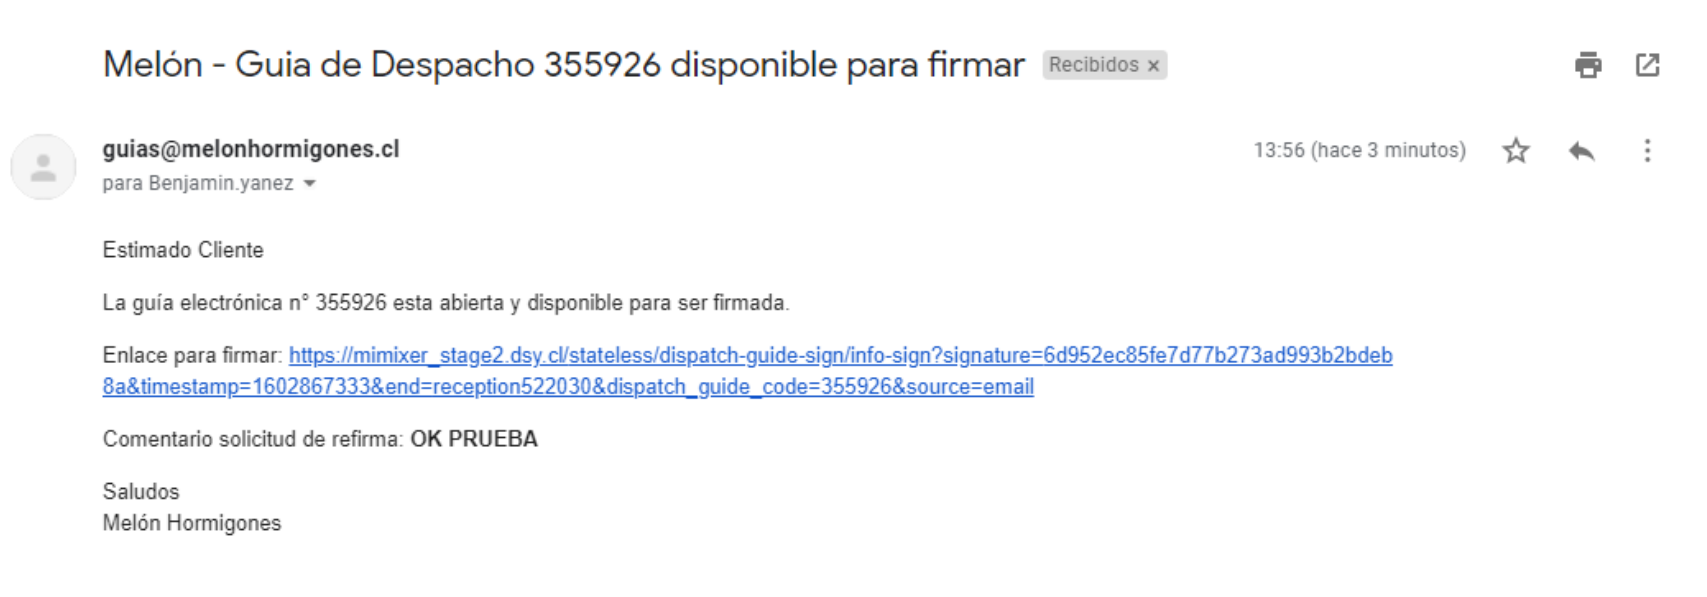 Melón - Guia de Despacho 355926 disponible para firmar Recibidos x
guias@melonhormigones.cl 13:56 (hace 3 minutos)
para Benjamin.yanez
Estimado Cliente
La guía electrónica n° 355926 esta abierta y disponible para ser firmada.
Enlace para firmar: https://mimixer_stage2.dsy.cl/stateless/dispatch-guide-sign/info-sign?signature=6d952ec85fe7d77b273ad993b2bdeb
8a&timestamp=1602867333&end=reception522030&dispatch_guide_code=355926&source=email
Comentario solicitud de refirma: OK PRUEBA
Saludos
Melón Hormigones